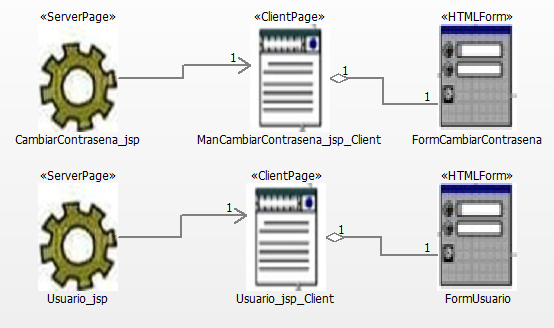 «ServerPage» «ClientPage» «HTMLForm»
1 1 1
CambiarContrasena_jsp ManCambiarContrasena_jsp_Client FormCambiarContrasena
«ServerPage» «ClientPage» «HTMLForm»
1 1 1
Usuario_jsp Usuario_jsp_Client FormUsuario